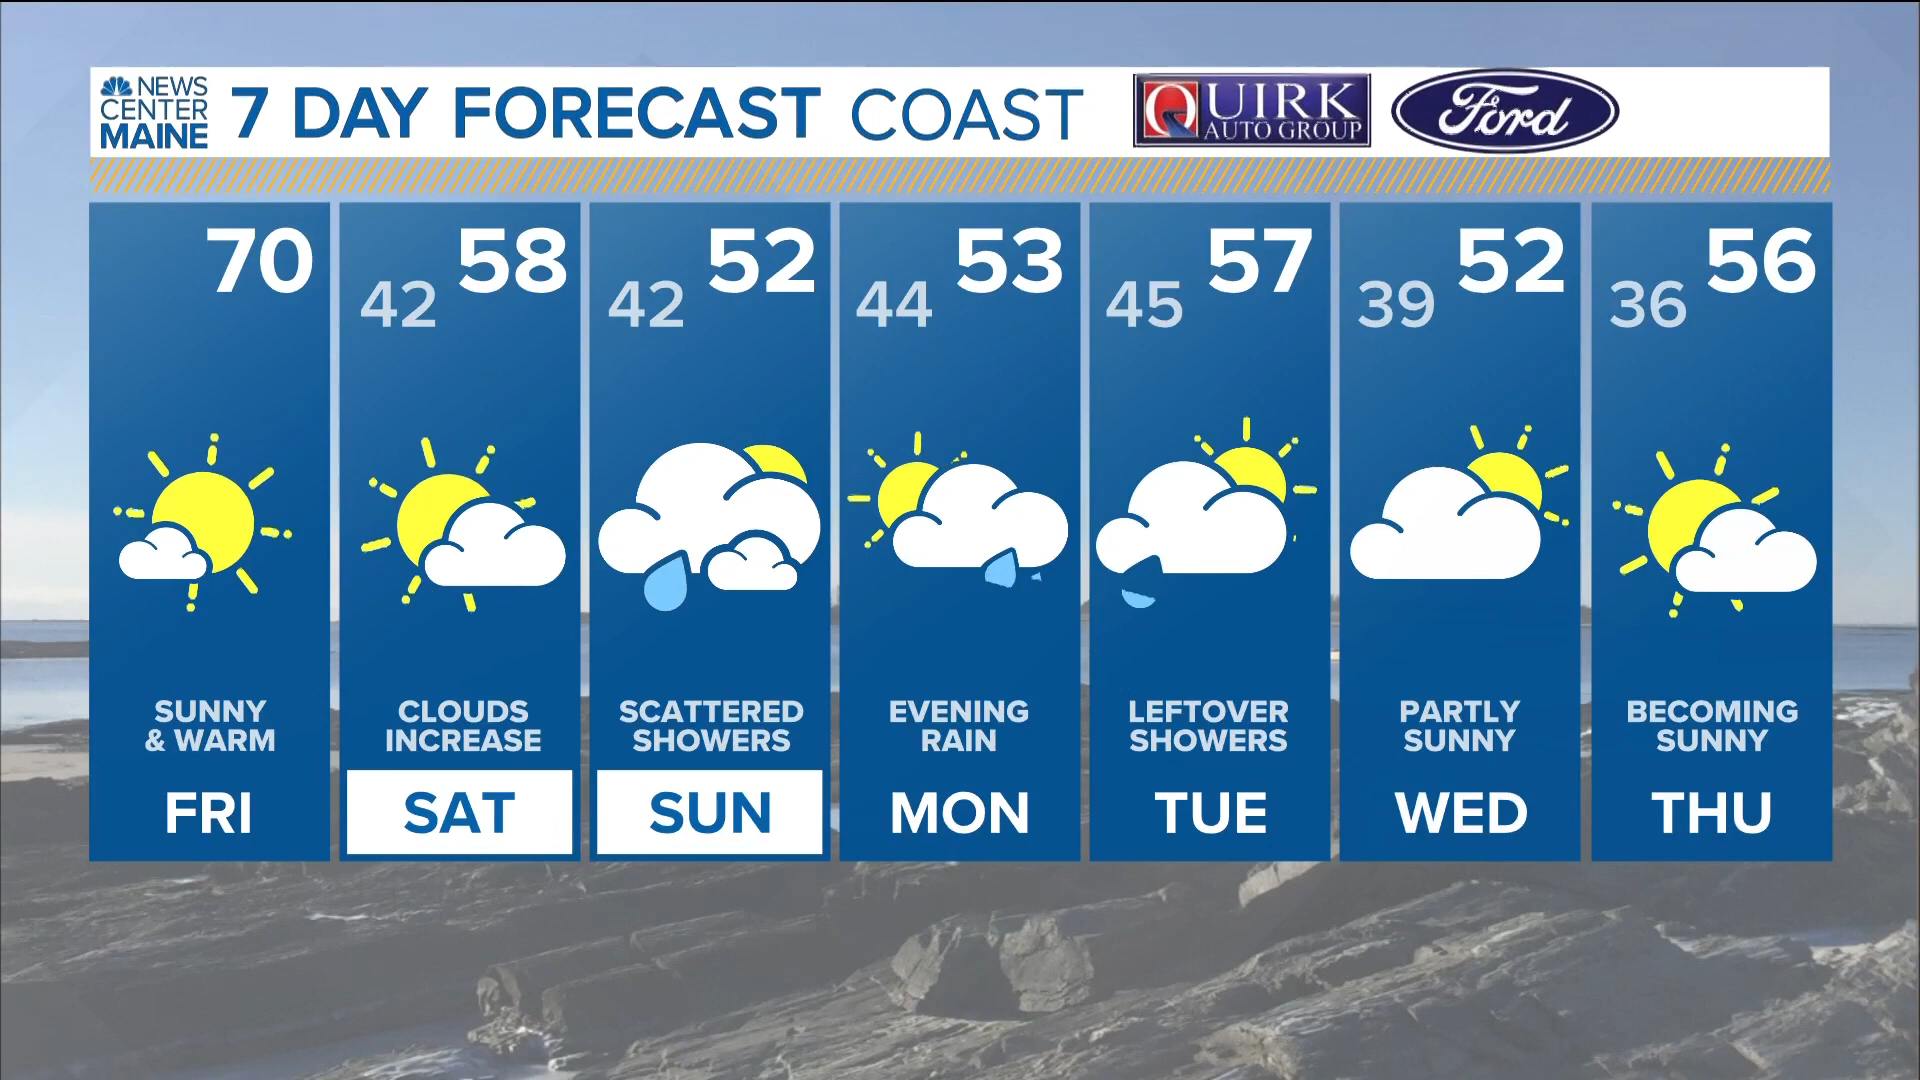 NEWS
CENTER
MAINE
7 DAY FORECAST COAST
QUIRK
AUTO GROUP
Ford
70
42 58
42 52
44 53
45 57
39 52
36 56
SUNNY
& WARM
CLOUDS
INCREASE
SCATTERED
SHOWERS
EVENING
RAIN
LEFTOVER
SHOWERS
PARTLY
SUNNY
BECOMING
SUNNY
FRI
SAT
SUN
MON
TUE
WED
THU